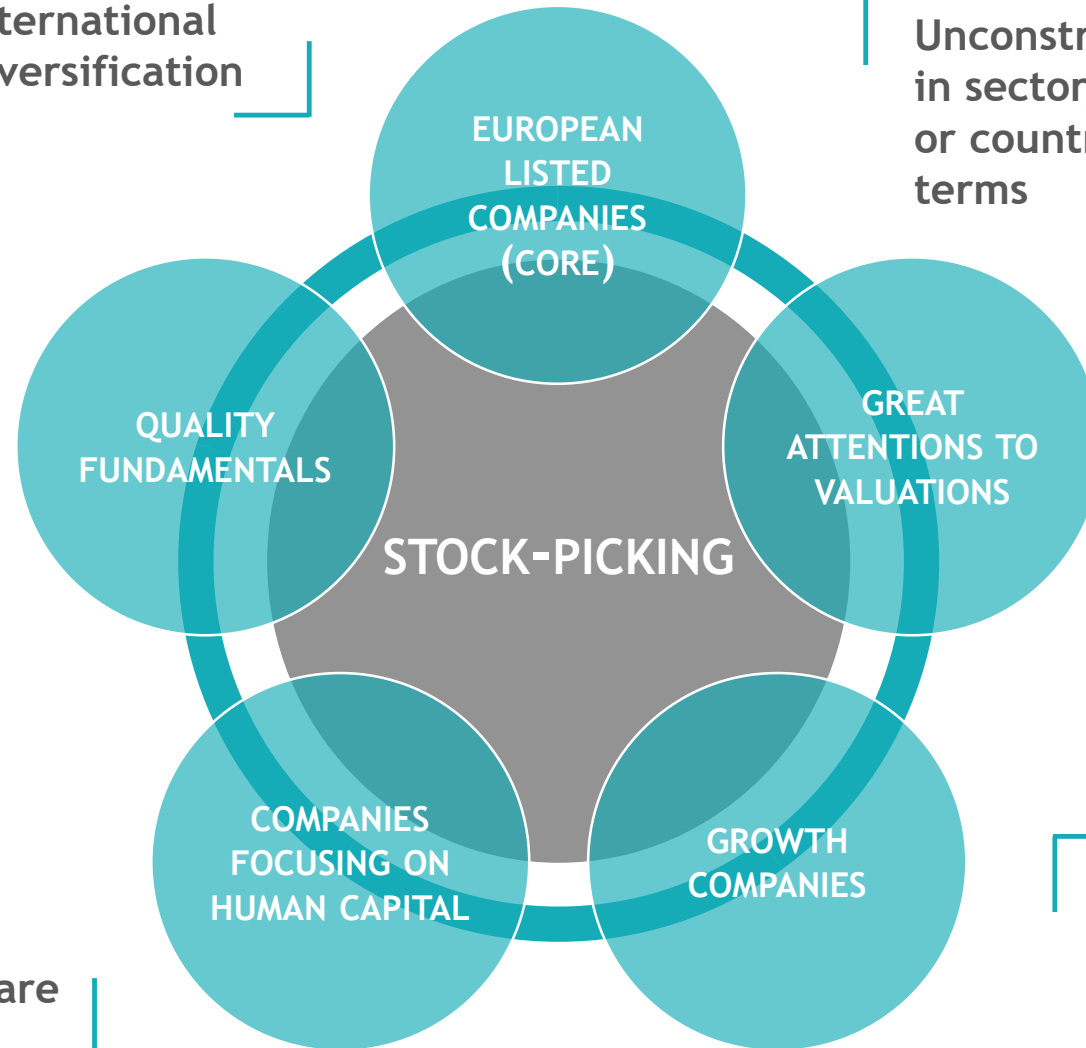 ternational
versification
Unconstr
in sector
or countr
terms
EUROPEAN
LISTED
COMPANIES
(CORE)
QUALITY
FUNDAMENTALS
GREAT
ATTENTIONS TO
VALUATIONS
STOCK-PICKING
COMPANIES
FOCUSING ON
HUMAN CAPITAL
GROWTH
COMPANIES
are